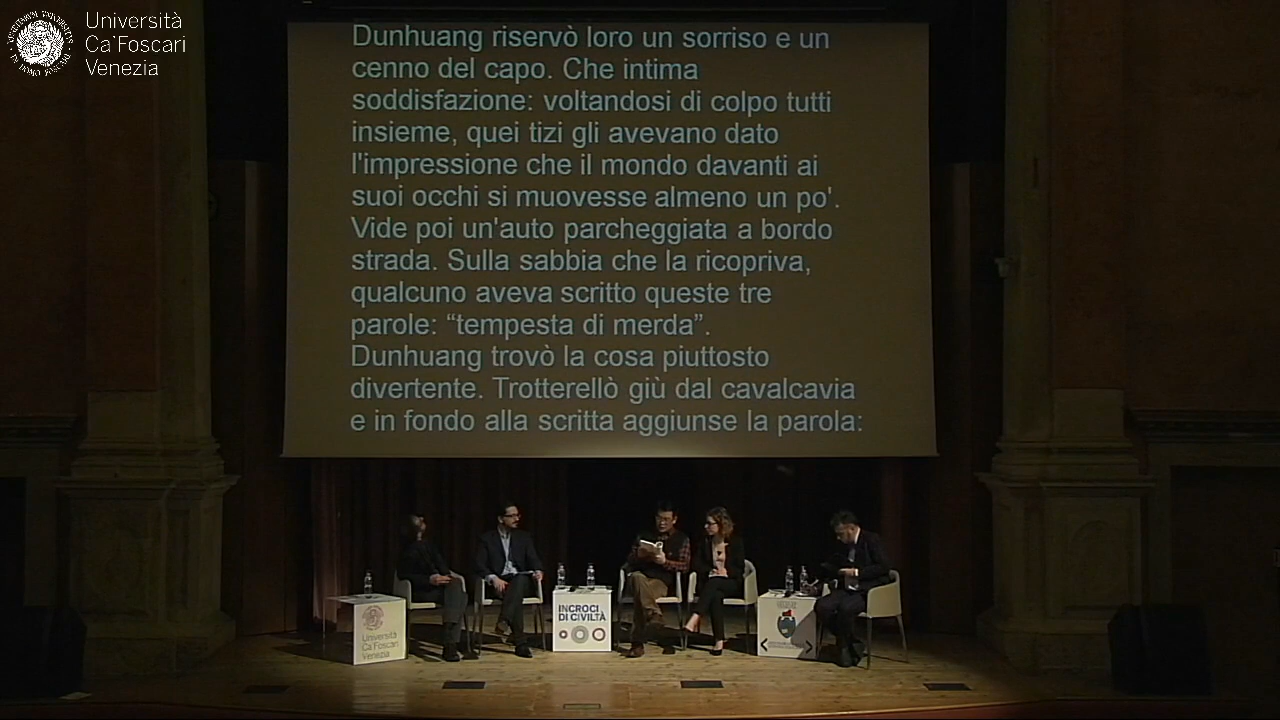 Università
Ca'Foscari
Venezia
Dunhuang riservò loro un sorriso e un
cenno del capo. Che intima
soddisfazione: voltandosi di colpo tutti
insieme, quei tizi gli avevano dato
l'impressione che il mondo davanti ai
suoi occhi si muovesse almeno un po'.
Vide poi un'auto parcheggiata a bordo
strada. Sulla sabbia che la ricopriva,
qualcuno aveva scritto queste tre
parole: “tempesta di merda”.
Dunhuang trovò la cosa piuttosto
divertente. Trotterellò giù dal cavalcavia
e in fondo alla scritta aggiunse la parola:
Università
Ca'Foscari
Venezia
INCROCI
DI CIVILTÀ